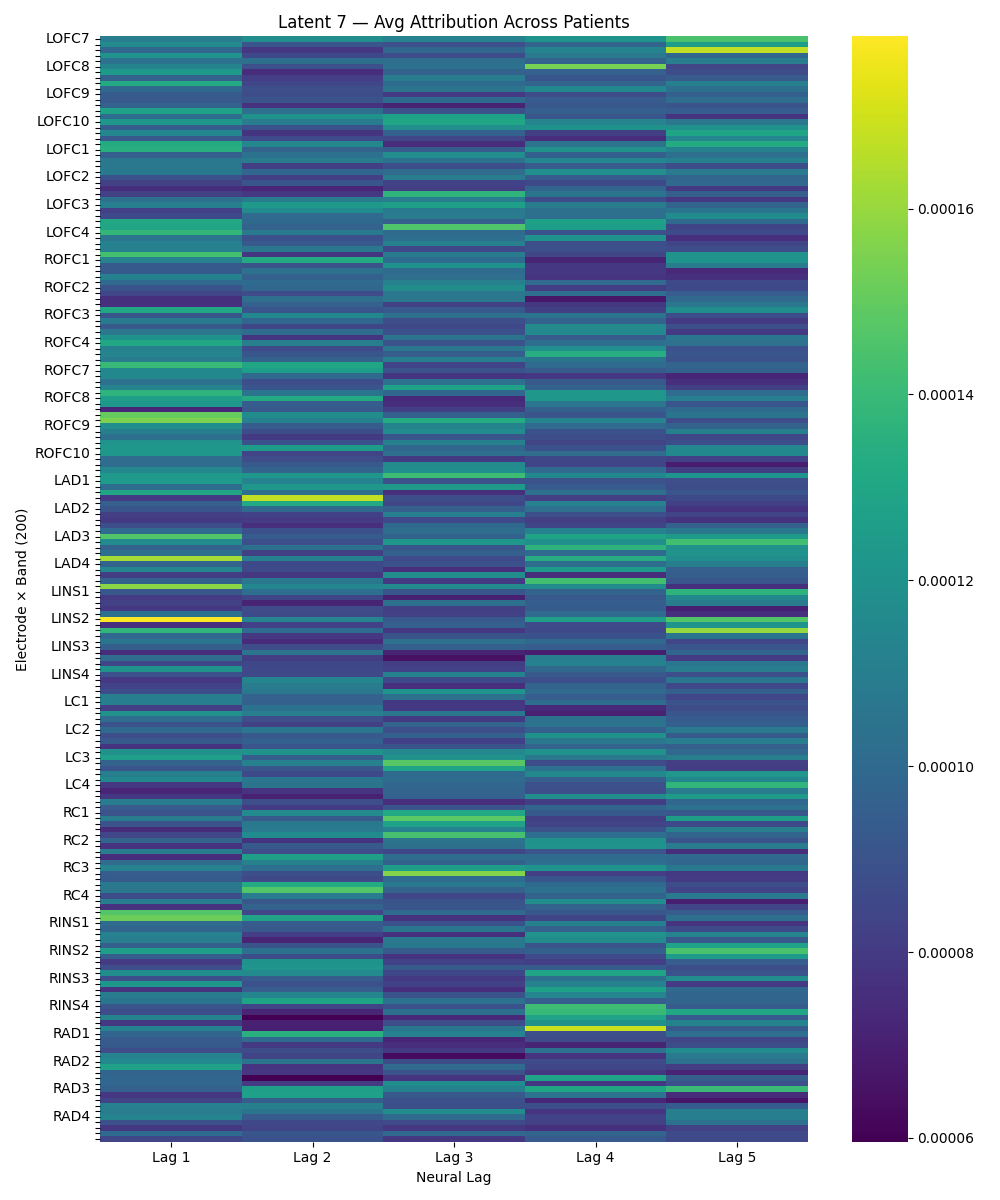 Latent 7 — Avg Attribution Across Patients
LOFC7
LOFC8
LOFC9
LOFC10
LOFC1
LOFC2
LOFC3
LOFC4
ROFC1
ROFC2
ROFC3
ROFC4
ROFC7
ROFC8
ROFC9
ROFC10
LAD1
LAD2
LAD3
LAD4
LINS1
LINS2
LINS3
LINS4
LC1
LC2
LC3
LC4
RC1
RC2
RC3
RC4
RINS1
RINS2
RINS3
RINS4
RAD1
RAD2
RAD3
RAD4
Electrode × Band (200)
Lag 1 Lag 2 Lag 3 Lag 4 Lag 5
Neural Lag
0.00016
0.00014
0.00012
0.00010
0.00008
0.00006